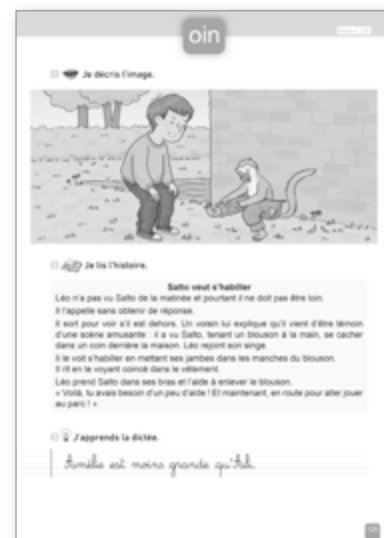 oin
Je décris l'image.
Je lis l'histoire.
Salto veut s'habiller
Léo n'a pas vu Salto de la matinée et pourtant il ne doit pas être loin.
Il l'appelle sans obtenir de réponse.
Il sort pour voir s'il est dehors. Un voisin lui explique qu'il vient d'être témoin
d'une scène amusante : il a vu Salto, tenant un blouson à la main, se cacher
dans un coin derrière la maison. Léo rejoint son singe.
Il le voit s'habiller en mettant ses jambes dans les manches du blouson.
Il rit en le voyant coincé dans le vêtement.
Léo prend Salto dans ses bras et l'aide à enlever le blouson.
« Voilà, tu avais besoin d'un peu d'aide ! Et maintenant, en route pour aller jouer
au parc ! »
J'apprends la dictée.
est moins grande